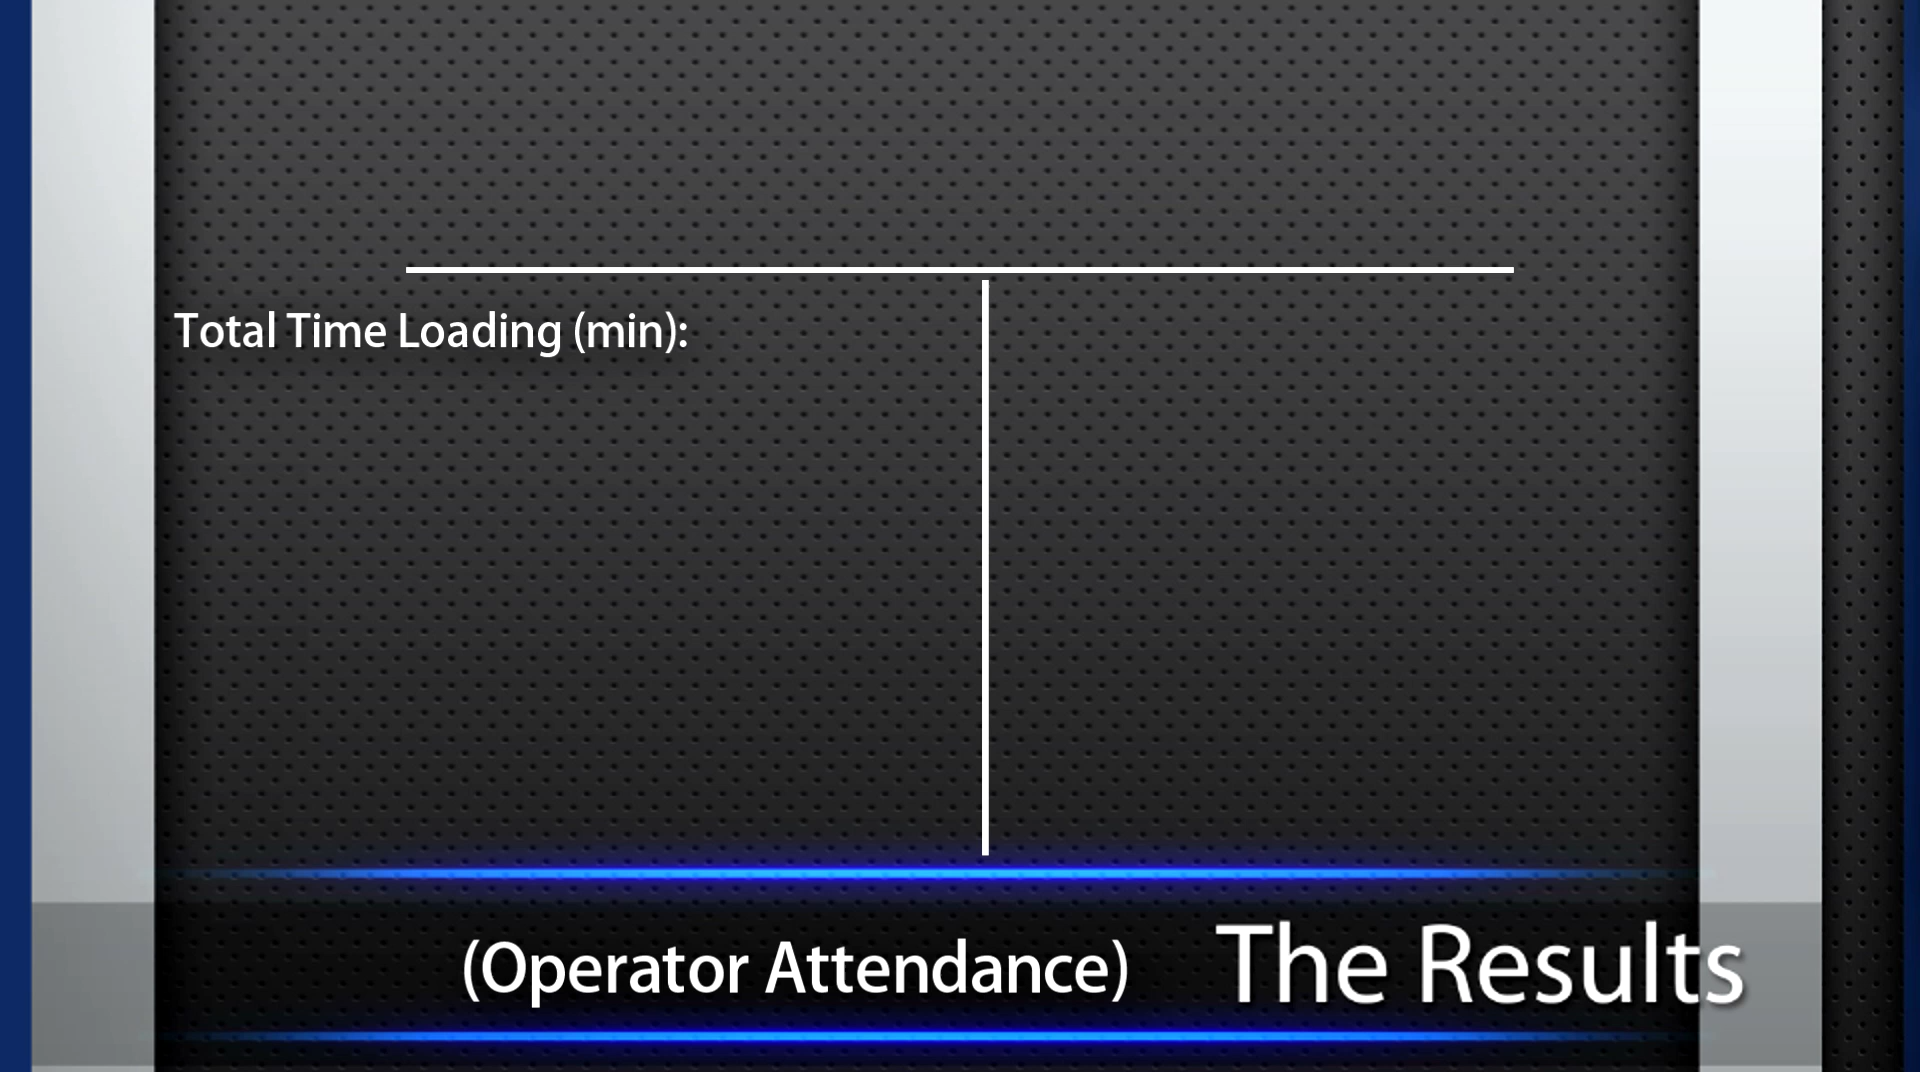 Total Time Loading (min):
(Operator Attendance)
The Results